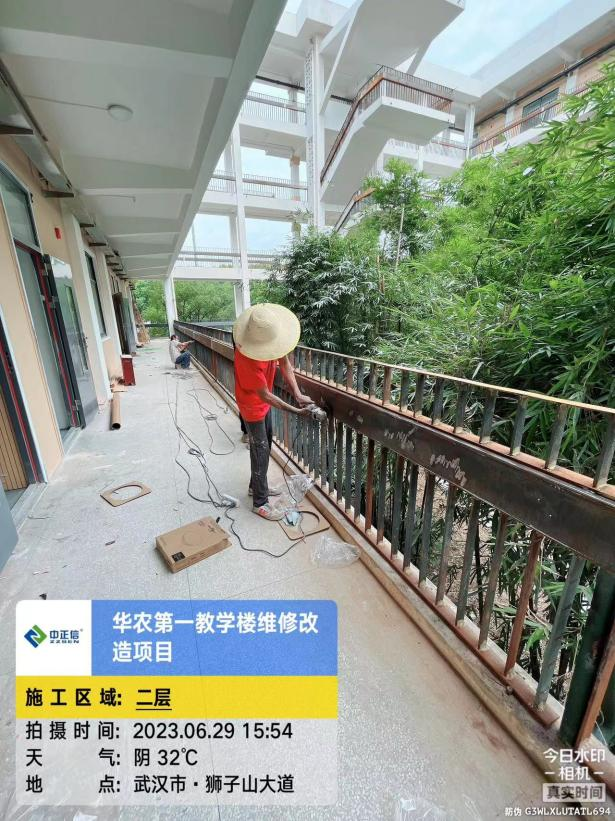 中正信®
ZZSEN
华农第一教学楼维修改
造项目
施工区域: 二层
拍摄时间: 2023.06.29 15:54
天气: 阴 32℃
地点: 武汉市·狮子山大道
今日水印
相机
真实时间
防伪 G3WLXLUTATL694